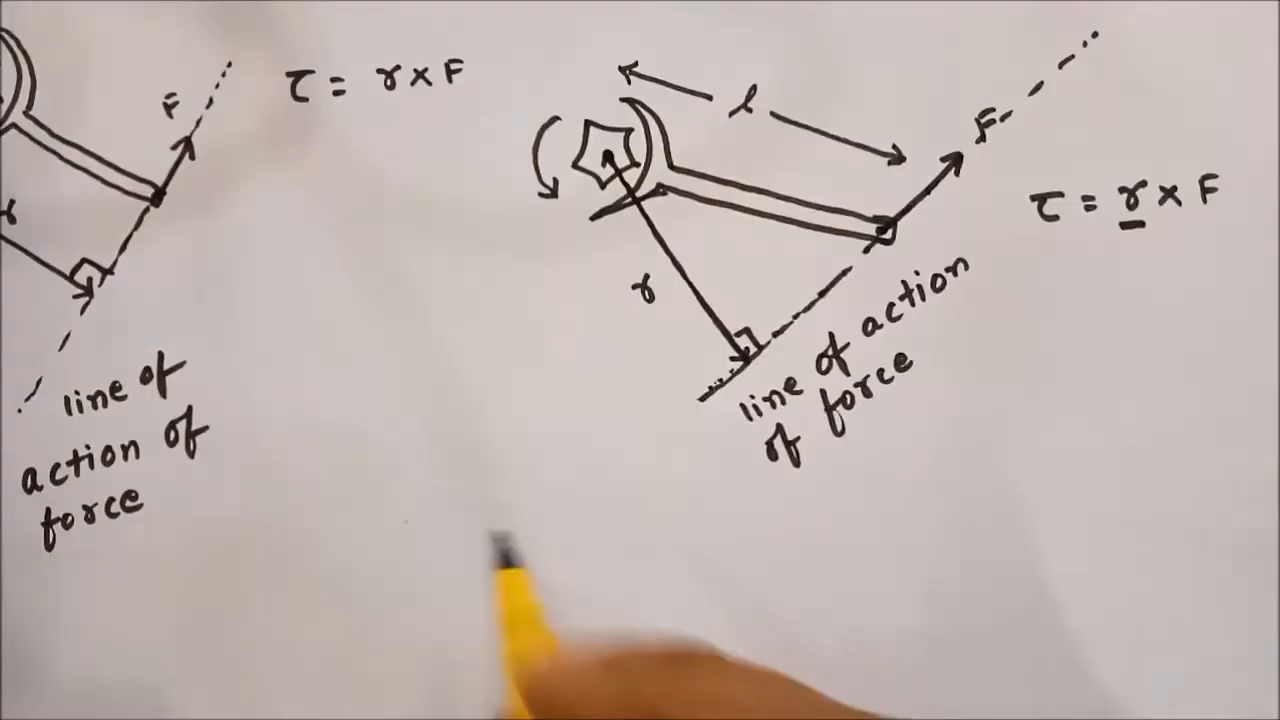 F
τ = r × F
r
line of
action of
force
l
F
τ = r × F
r
line of action
of force